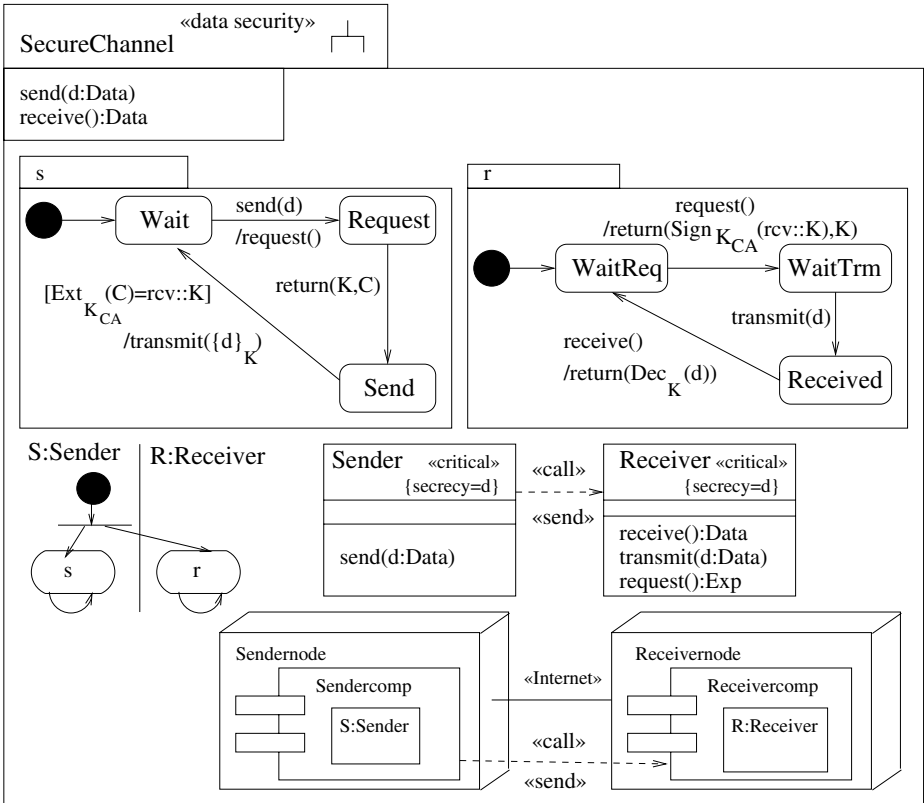 «data security»
SecureChannel
send(d:Data)
receive():Data
s
Wait
send(d)
/request()
Request
return(K,C)
[Ext K_CA (C)=rcv::K]
/transmit({d}_K)
Send
r
request()
/return(Sign K_CA (rcv::K),K)
WaitReq
WaitTrm
transmit(d)
receive()
/return(Dec_K (d))
Received
S:Sender
R:Receiver
s
r
Sender «critical»
{secrecy=d}
send(d:Data)
«call»
«send»
Receiver «critical»
{secrecy=d}
receive():Data
transmit(d:Data)
request():Exp
Sendernode
Sendercomp
S:Sender
«Internet»
«call»
«send»
Receivernode
Receivercomp
R:Receiver